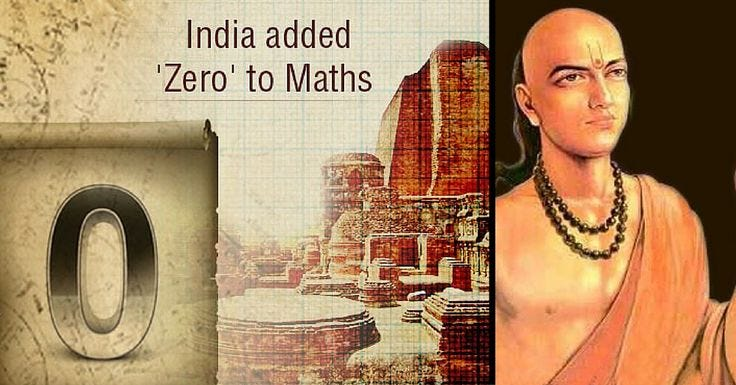 India added
'Zero' to Maths
0